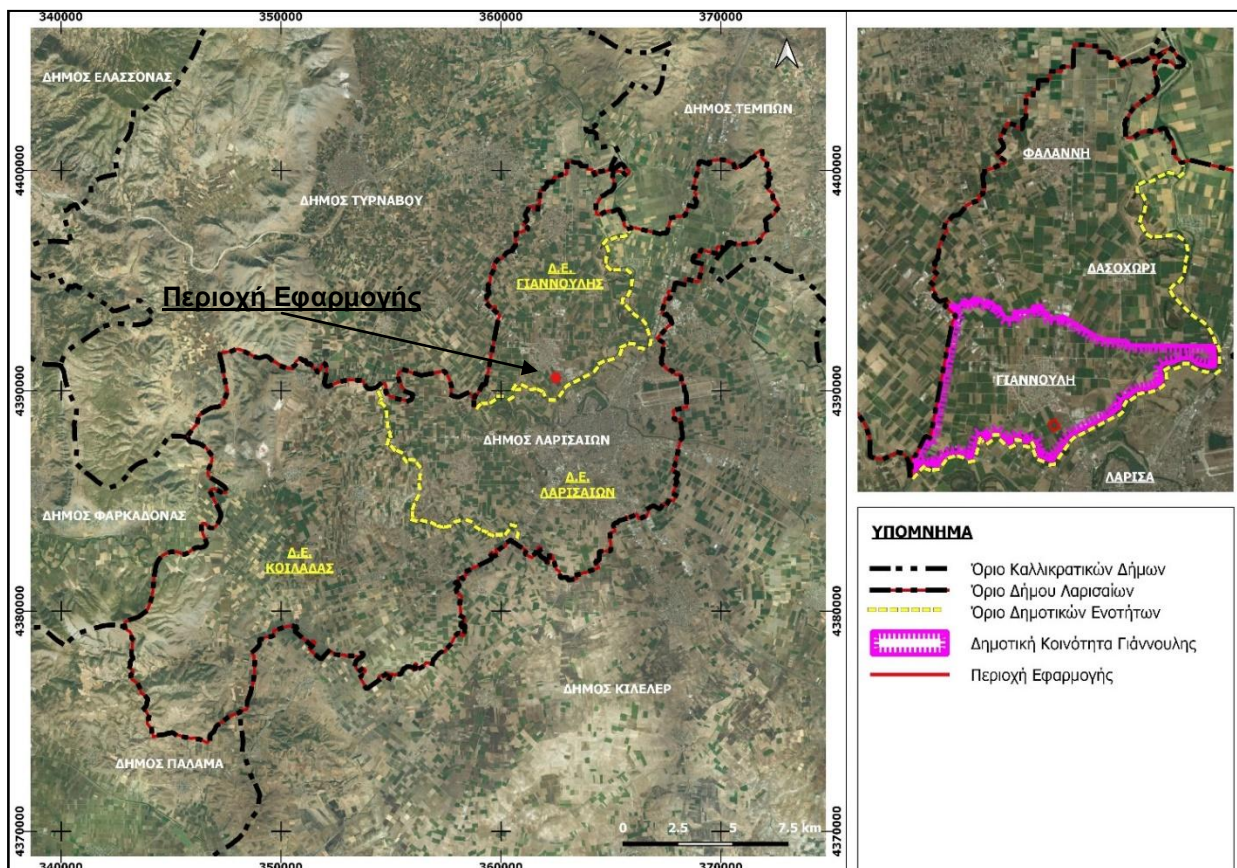 340000
350000
360000
370000
ΔΗΜΟΣ ΕΛΑΣΣΟΝΑΣ
ΔΗΜΟΣ ΤΕΜΠΩΝ
4400000
4400000
ΔΗΜΟΣ ΤΥΡΝΑΒΟΥ
Δ.Ε.
ΓΙΑΝΝΟΥΛΗΣ
Περιοχή Εφαρμογής
4390000
4390000
ΔΗΜΟΣ ΛΑΡΙΣΑΙΩΝ
Δ.Ε.
ΛΑΡΙΣΑΙΩΝ
ΔΗΜΟΣ ΦΑΡΚΑΔΟΝΑΣ
Δ.Ε.
ΚΟΙΛΑΔΑΣ
4380000
4380000
ΔΗΜΟΣ ΚΙΛΕΛΕΡ
ΔΗΜΟΣ ΠΑΛΑΜΑ
0 2.5 5 7.5 km
4370000
4370000
340000
350000
360000
370000
ΦΑΛΑΝΝΗ
ΔΑΣΟΧΩΡΙ
ΓΙΑΝΝΟΥΛΗ
ΛΑΡΙΣΑ
ΥΠΟΜΝΗΜΑ
Όριο Καλλικρατικών Δήμων
Όριο Δήμου Λαρισαίων
Όριο Δημοτικών Ενοτήτων
Δημοτική Κοινότητα Γιάννουλης
Περιοχή Εφαρμογής